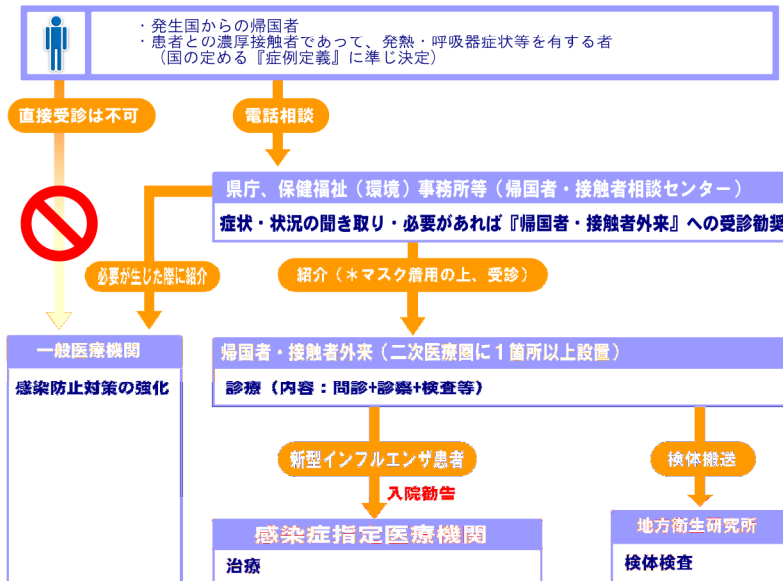 ・発生国からの帰国者
・患者との濃厚接触者であって、発熱・呼吸器症状等を有する者
（国の定める『症例定義』に準じ決定）
直接受診は不可
電話相談
県庁、保健福祉（環境）事務所等（帰国者・接触者相談センター）
症状・状況の聞き取り・必要があれば『帰国者・接触者外来』への受診勧奨
必要が生じた際に紹介
紹介（＊マスク着用の上、受診）
一般医療機関
感染防止対策の強化
帰国者・接触者外来（二次医療圏に１箇所以上設置）
診療（内容：問診+診察+検査等）
新型インフルエンザ患者
検体搬送
入院勧告
感染症指定医療機関
治療
地方衛生研究所
検体検査